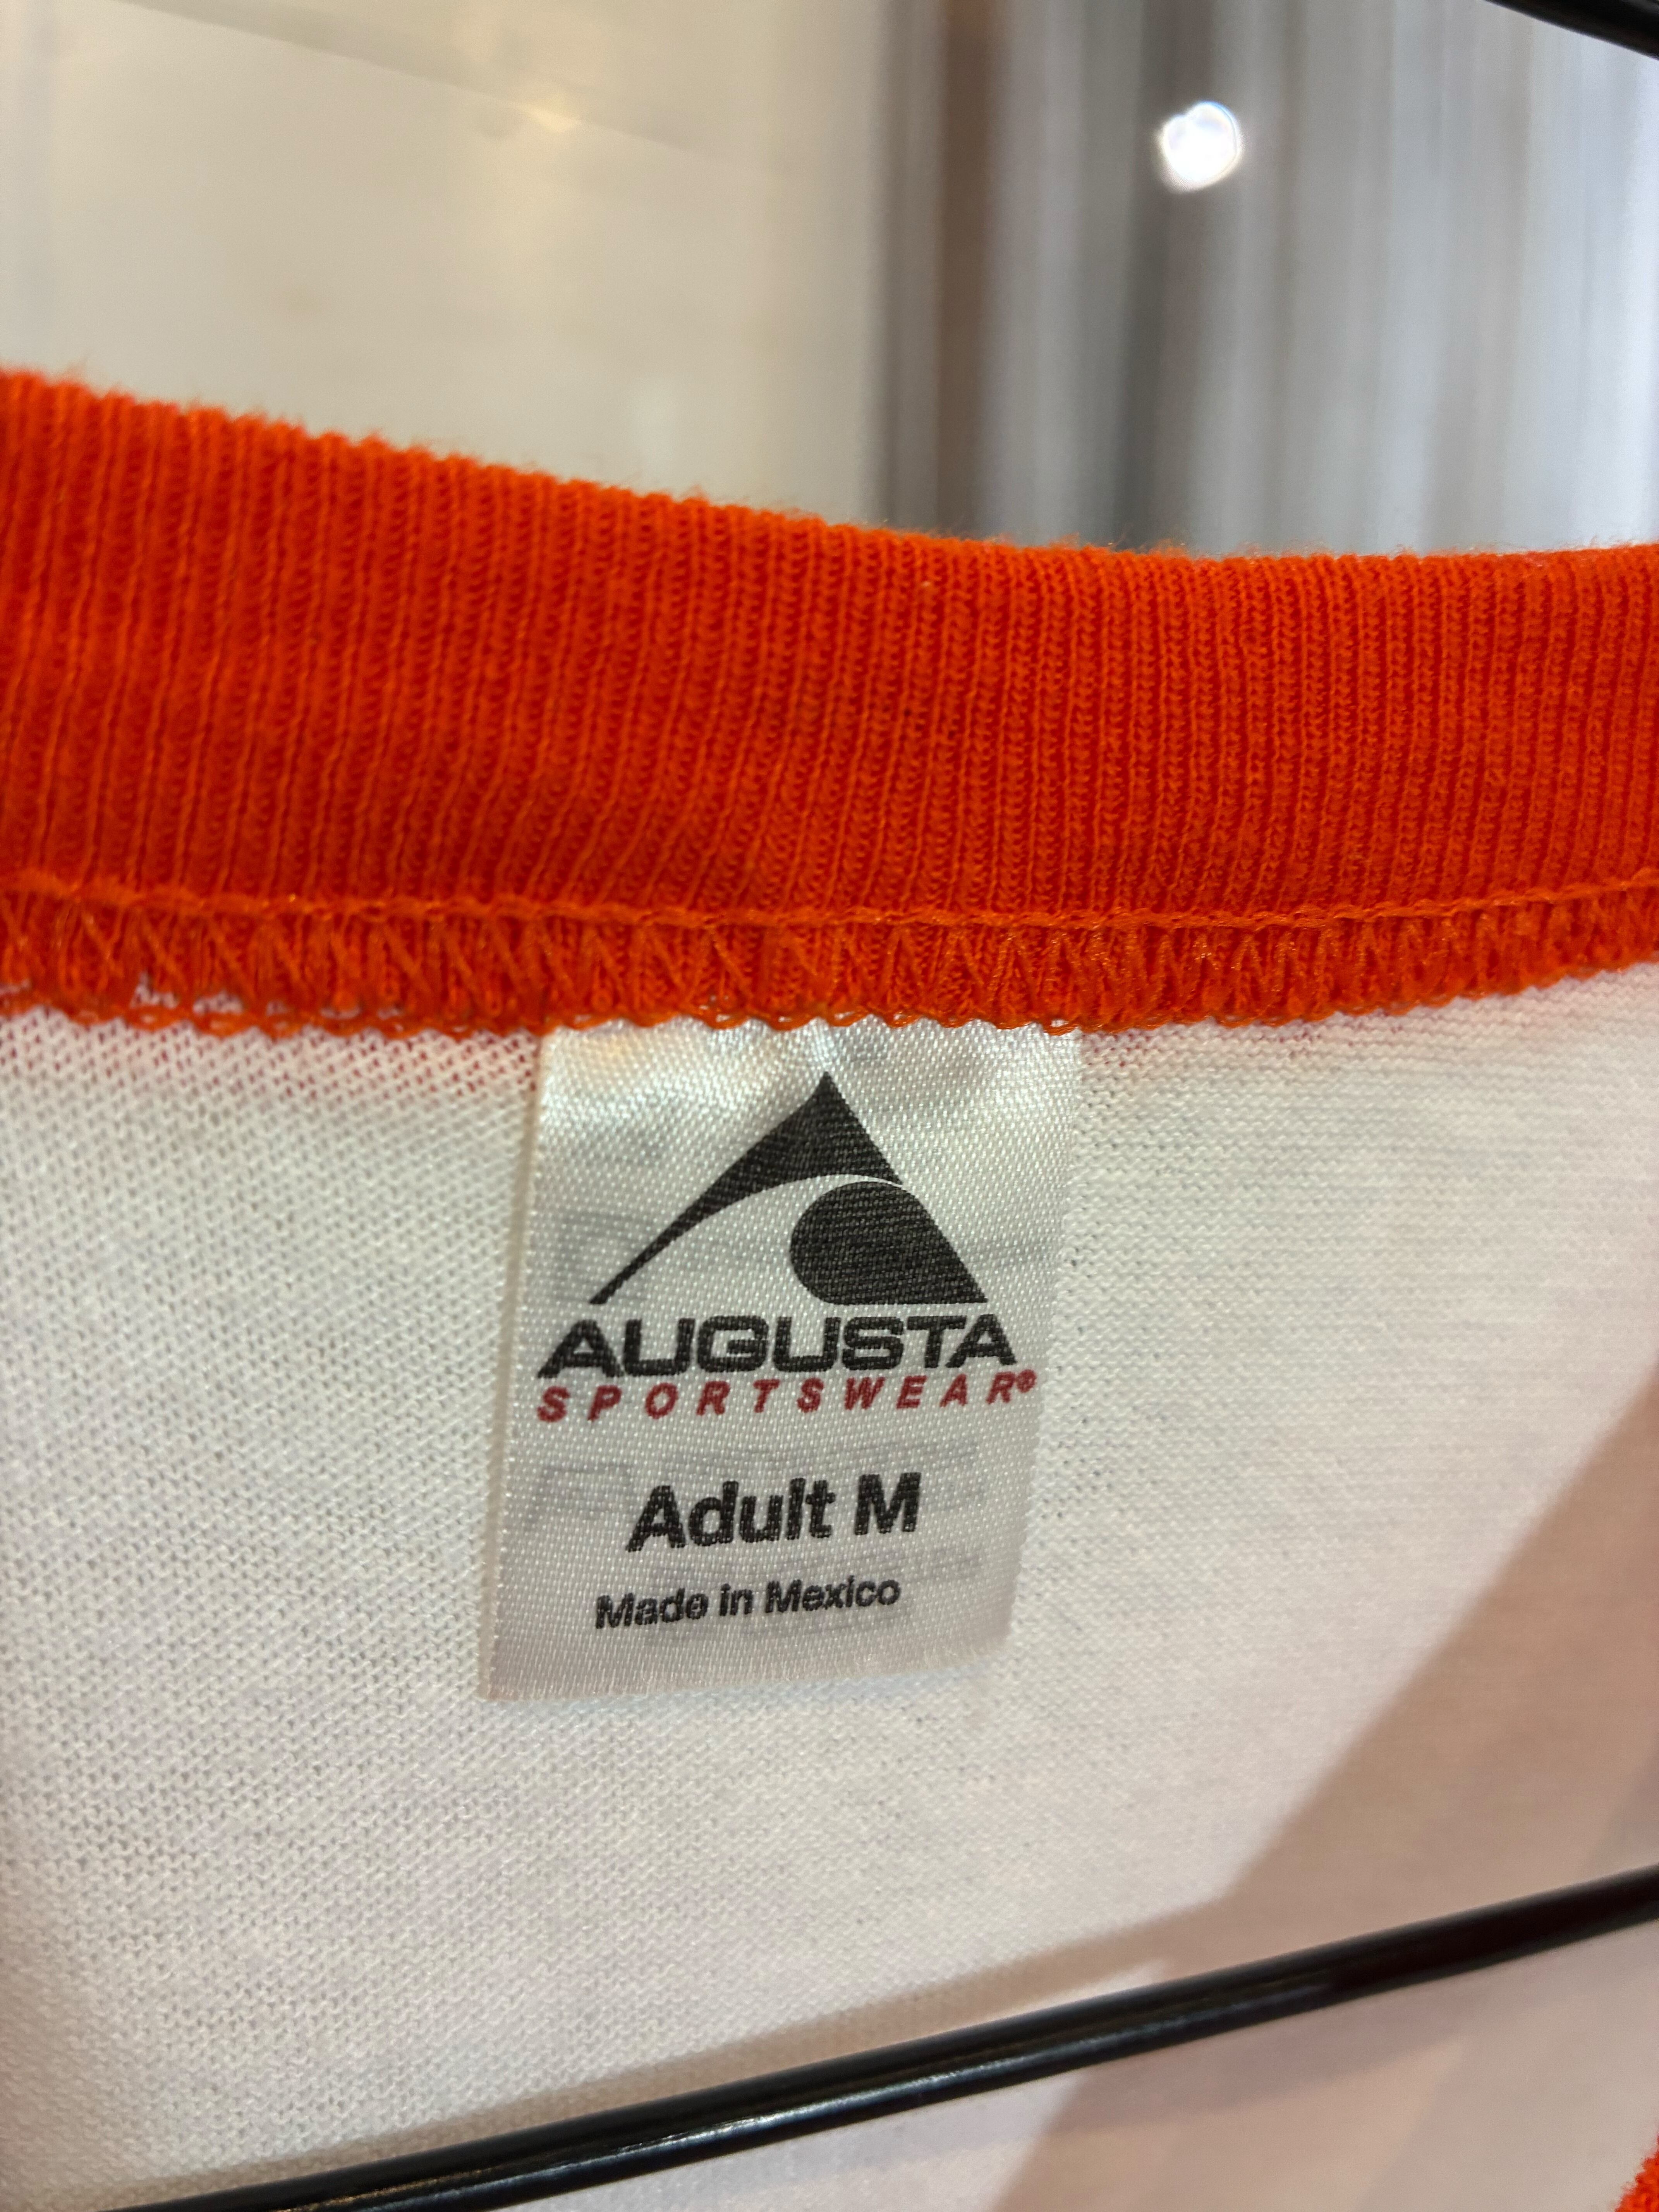 AUGUSTA
SPORTSWEAR®
Adult M
Made in Mexico